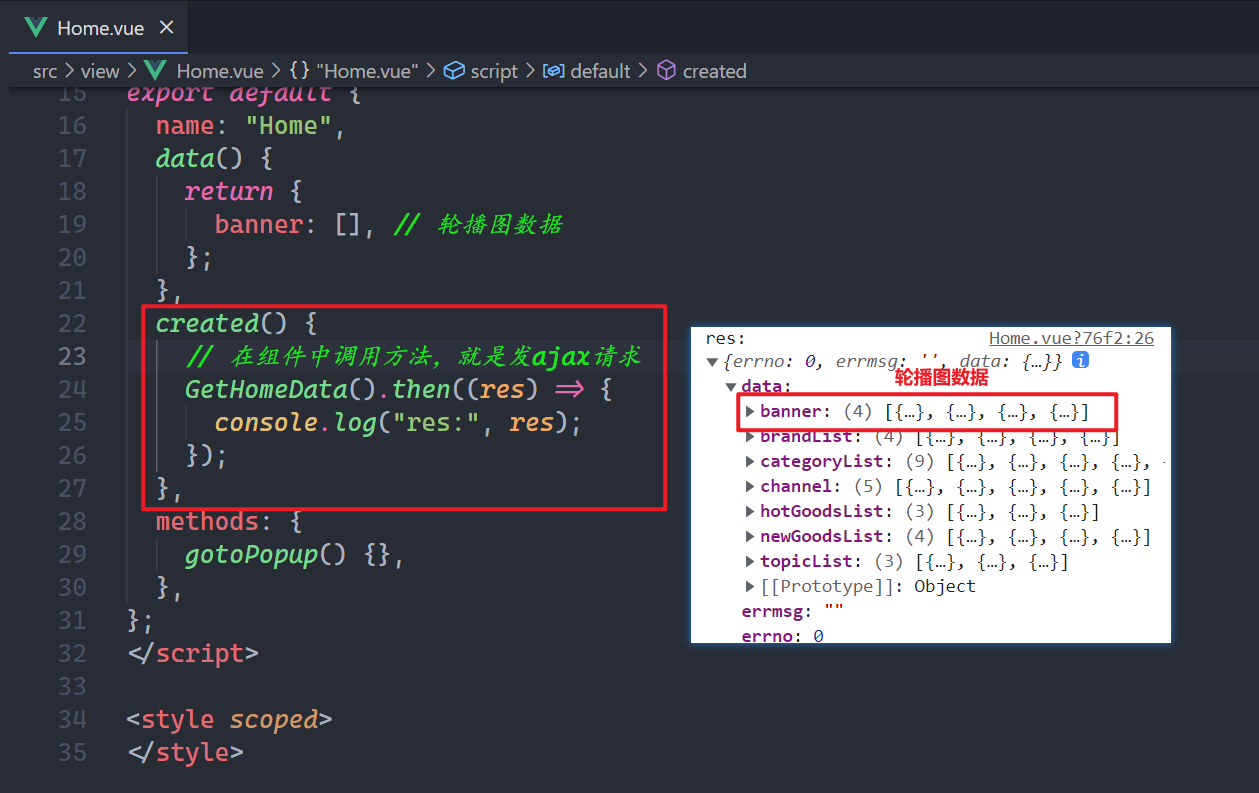 Home.vue ×
src > view > Home.vue > {} "Home.vue" > script > default > created
15 export default {
16 name: "Home",
17 data() {
18 return {
19 banner: [], // 轮播图数据
20 };
21 },
22 created() {
23 // 在组件中调用方法，就是发ajax请求
24 GetHomeData().then((res) => {
25 console.log("res:", res);
26 });
27 },
28 methods: {
29 gotoPopup() {},
30 },
31 };
32 </script>
33
34 <style scoped>
35 </style>
res: Home.vue?76f2:26
▼{errno: 0, errmsg: '', data: {…}} i
▼data:
轮播图数据
▶banner: (4) [{…}, {…}, {…}, {…}]
▶brandList: (4) [{…}, {…}, {…}, {…}]
▶categoryList: (9) [{…}, {…}, {…}, {…},
▶channel: (5) [{…}, {…}, {…}, {…}, {…}]
▶hotGoodsList: (3) [{…}, {…}, {…}]
▶newGoodsList: (4) [{…}, {…}, {…}, {…}]
▶topicList: (3) [{…}, {…}, {…}]
▶[[Prototype]]: Object
errmsg: ""
errno: 0